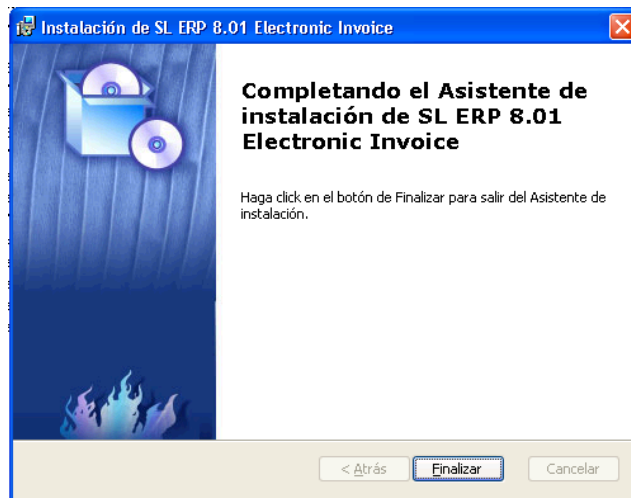 Instalación de SL ERP 8.01 Electronic Invoice
Completando el Asistente de
instalación de SL ERP 8.01
Electronic Invoice
Haga click en el botón de Finalizar para salir del Asistente de
instalación.
< Atrás
Finalizar
Cancelar